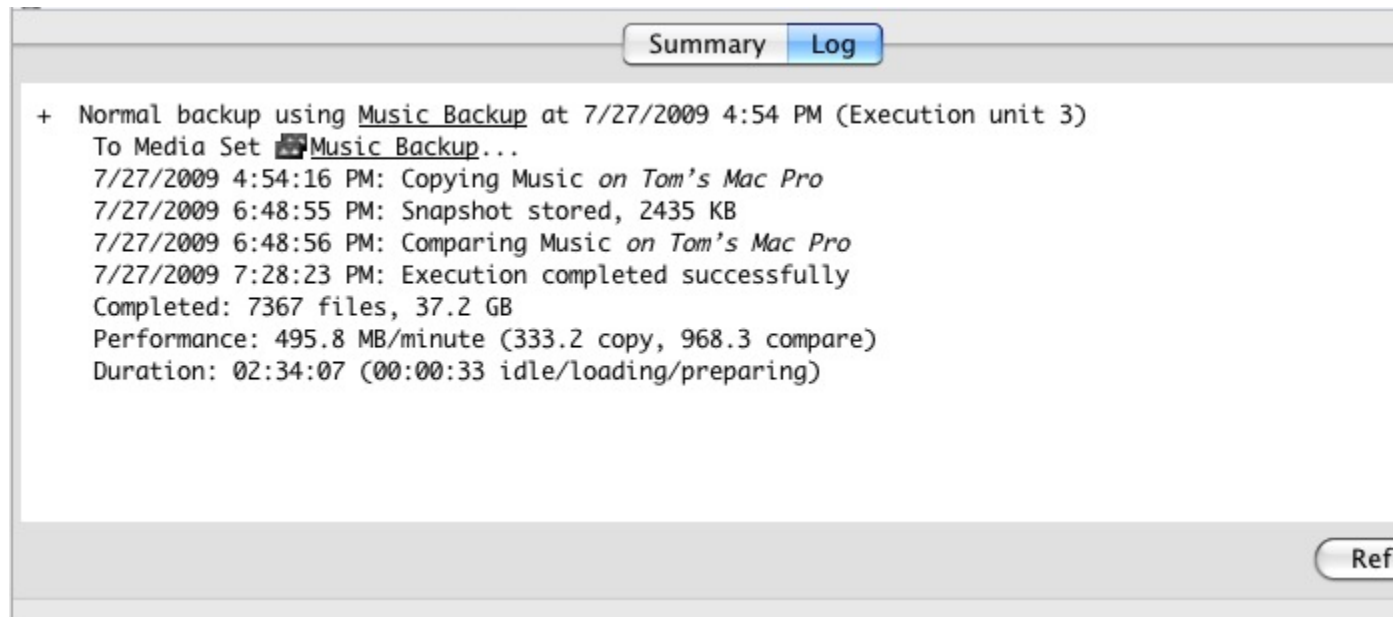 Summary Log
+ Normal backup using Music Backup at 7/27/2009 4:54 PM (Execution unit 3)
To Media Set Music Backup...
7/27/2009 4:54:16 PM: Copying Music on Tom’s Mac Pro
7/27/2009 6:48:55 PM: Snapshot stored, 2435 KB
7/27/2009 6:48:56 PM: Comparing Music on Tom’s Mac Pro
7/27/2009 7:28:23 PM: Execution completed successfully
Completed: 7367 files, 37.2 GB
Performance: 495.8 MB/minute (333.2 copy, 968.3 compare)
Duration: 02:34:07 (00:00:33 idle/loading/preparing)
Ref